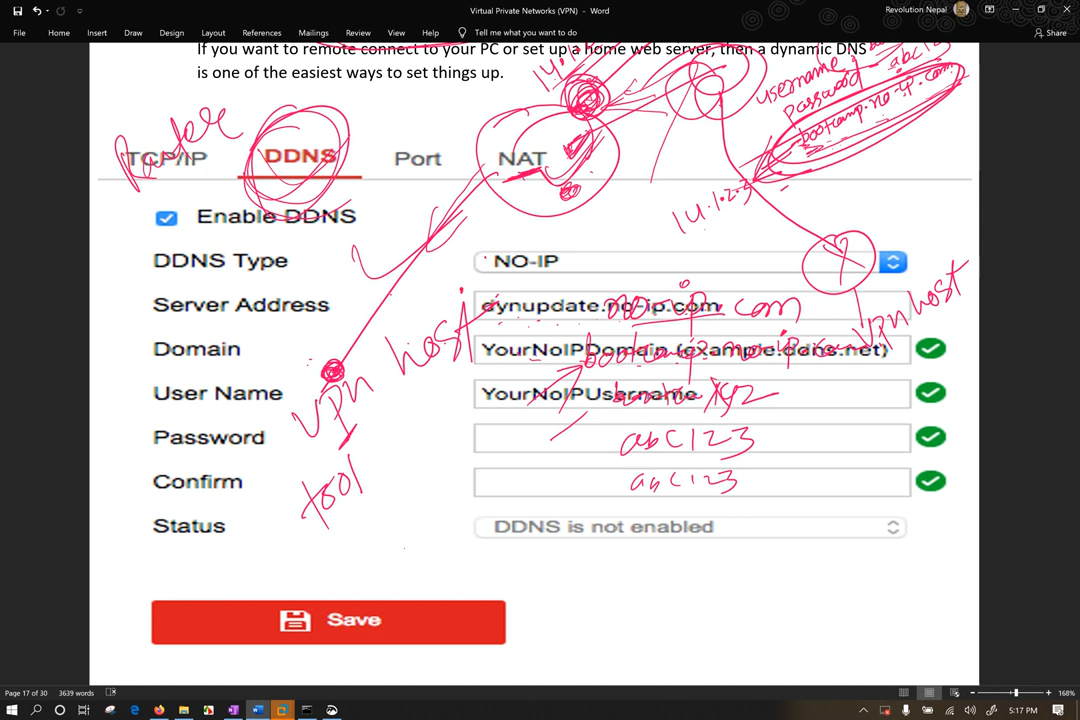 Virtual Private Networks (VPN) - Word
Revolution Nepal
File Home Insert Draw Design Layout References Mailings Review View Help Tell me what you want to do Share
If you want to remote connect to your PC or set up a home web server, then a dynamic DNS
is one of the easiest ways to set things up.
username
Password - abc123
bootcamp.no-ip.com
14.1.2.3
TCP/IP DDNS Port NAT
Enable DDNS
DDNS Type NO-IP
Server Address dynupdate.no-ip.com
no-ip com
VPN host
Domain YourNoIPDomain (example.ddns.net)
bootcamp.no-ip.com
VPN host
User Name YourNoIPUsername
xyz
VPN
tool
Password abc123
Confirm abc123
Status DDNS is not enabled
Save
Page 17 of 30 3639 words 168%
5:17 PM